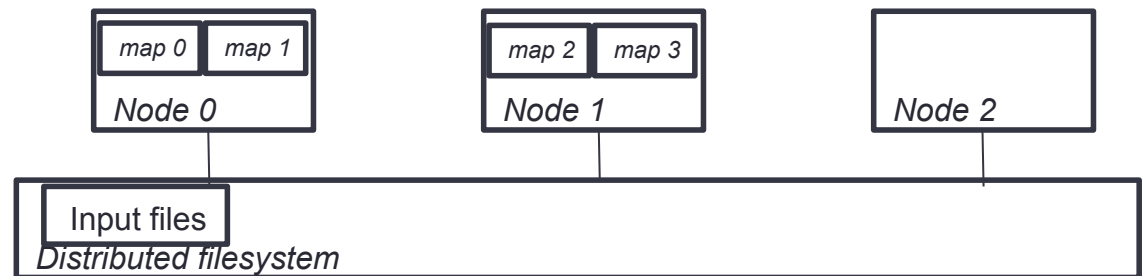 map 0 map 1
Node 0
map 2 map 3
Node 1
Node 2
Input files
Distributed filesystem